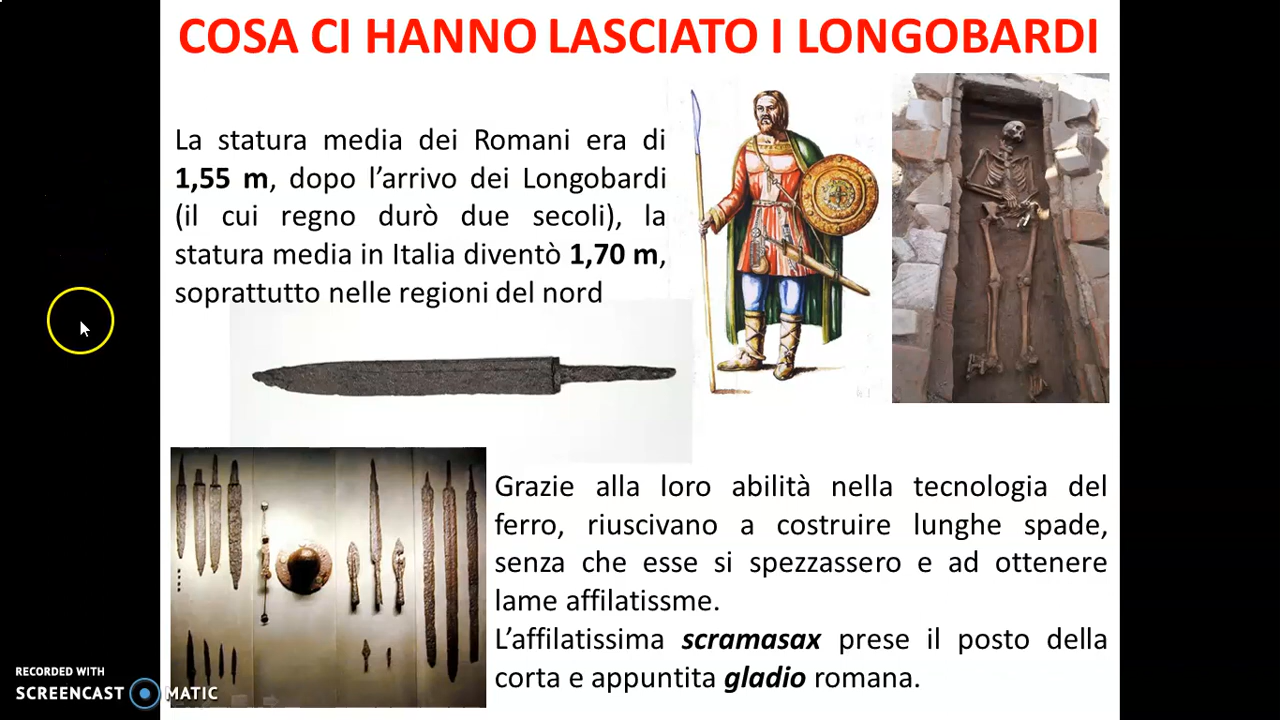 COSA CI HANNO LASCIATO I LONGOBARDI
La statura media dei Romani era di
1,55 m, dopo l’arrivo dei Longobardi
(il cui regno durò due secoli), la
statura media in Italia diventò 1,70 m,
soprattutto nelle regioni del nord
Grazie alla loro abilità nella tecnologia del
ferro, riuscivano a costruire lunghe spade,
senza che esse si spezzassero e ad ottenere
lame affilatissme.
L’affilatissima scramasax prese il posto della
corta e appuntita gladio romana.
RECORDED WITH
SCREENCAST MATIC